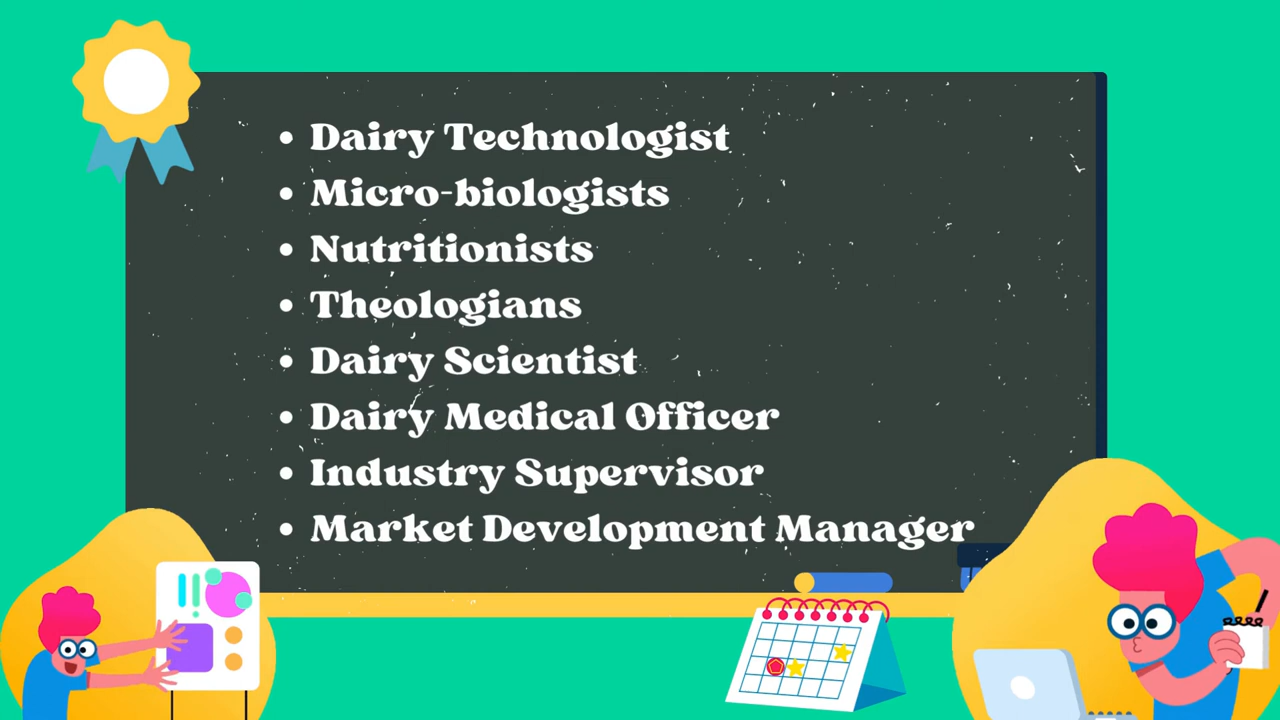 • Dairy Technologist
• Micro-biologists
• Nutritionists
• Theologians
• Dairy Scientist
• Dairy Medical Officer
• Industry Supervisor
• Market Development Manager